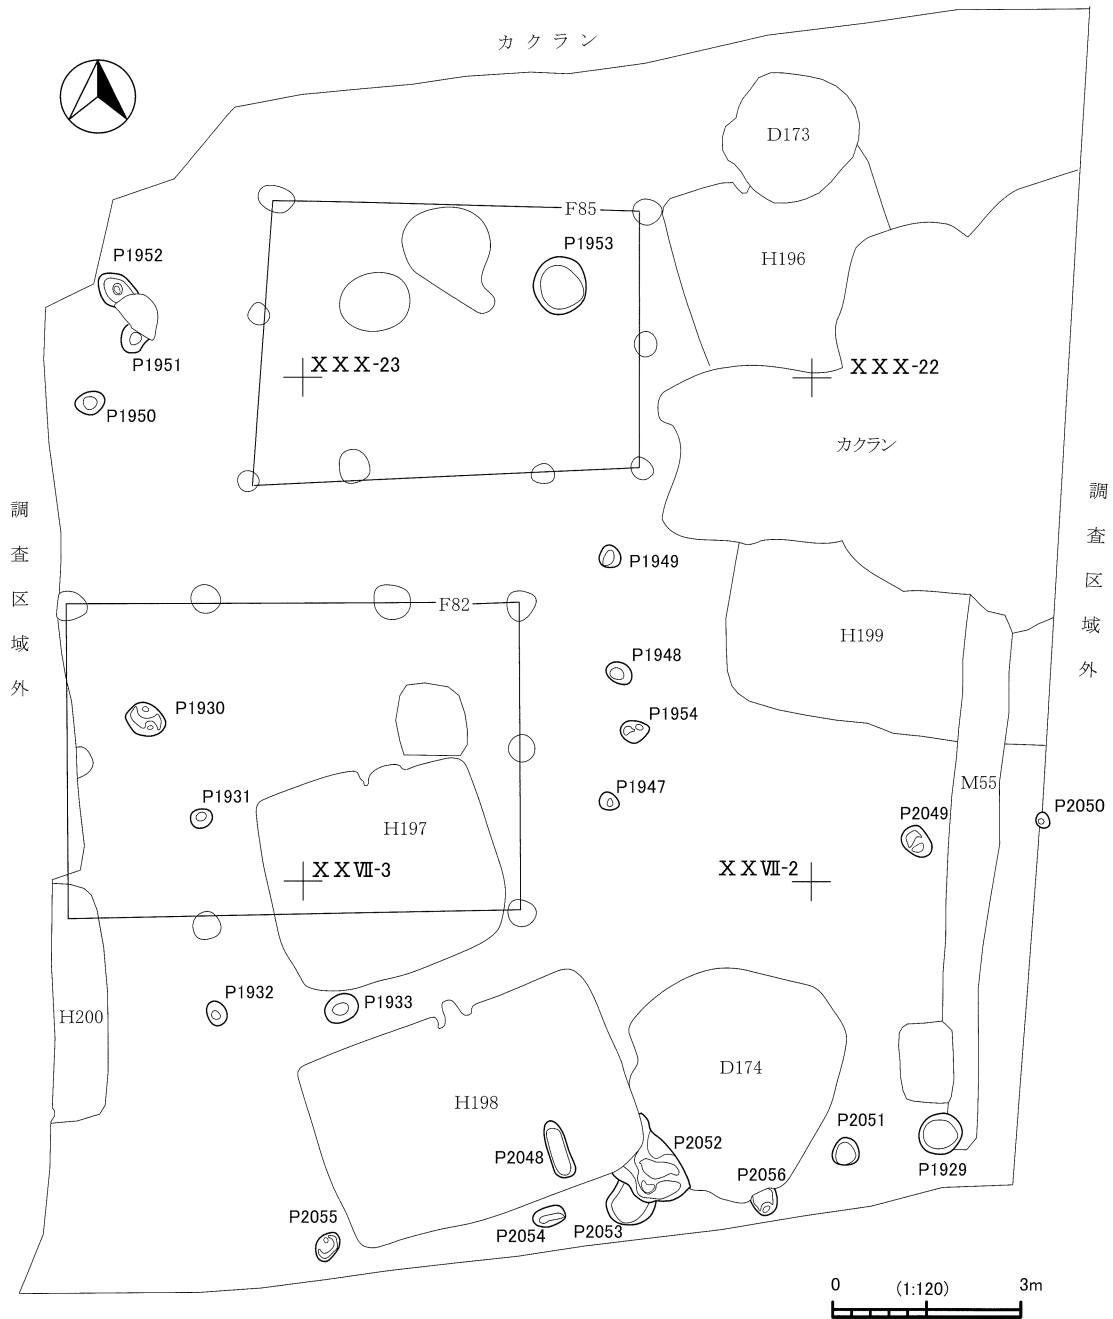 カクラン
D173
F85
P1953
H196
P1952
P1951
XXX-23
XXX-22
P1950
カクラン
調査区域外
調査区域外
P1949
F82
H199
P1948
P1930
P1954
P1931
H197
P1947
M55
P2050
P2049
XXⅦ-3
XXⅦ-2
P1932
P1933
H200
D174
H198
P2048
P2052
P2051
P2056
P1929
P2055
P2054
P2053
0 (1:120) 3m